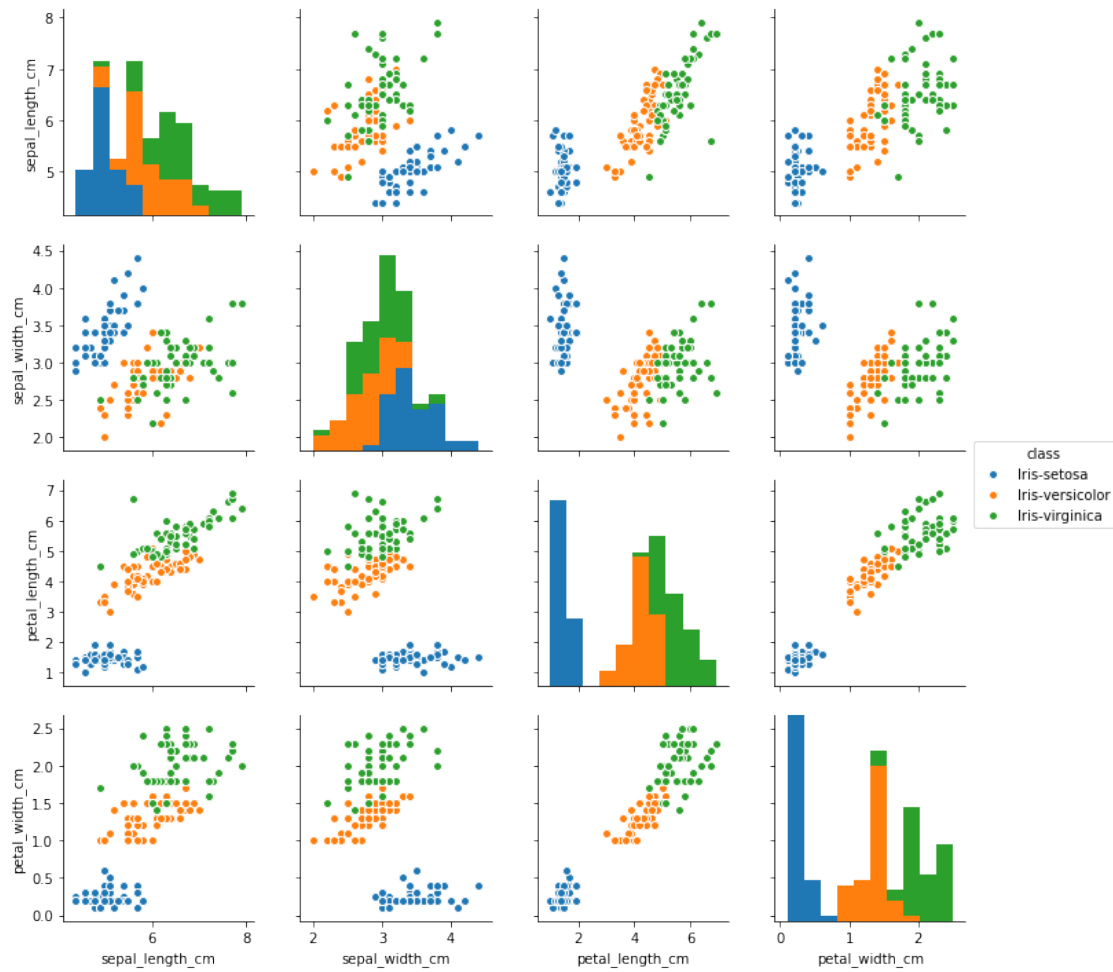 8
7
6
5
sepal_length_cm
4.5
4.0
3.5
3.0
2.5
2.0
sepal_width_cm
class
Iris-setosa
Iris-versicolor
Iris-virginica
7
6
5
4
3
2
1
petal_length_cm
2.5
2.0
1.5
1.0
0.5
0.0
petal_width_cm
6 8
sepal_length_cm
2 3 4
sepal_width_cm
2 4 6
petal_length_cm
0 1 2
petal_width_cm